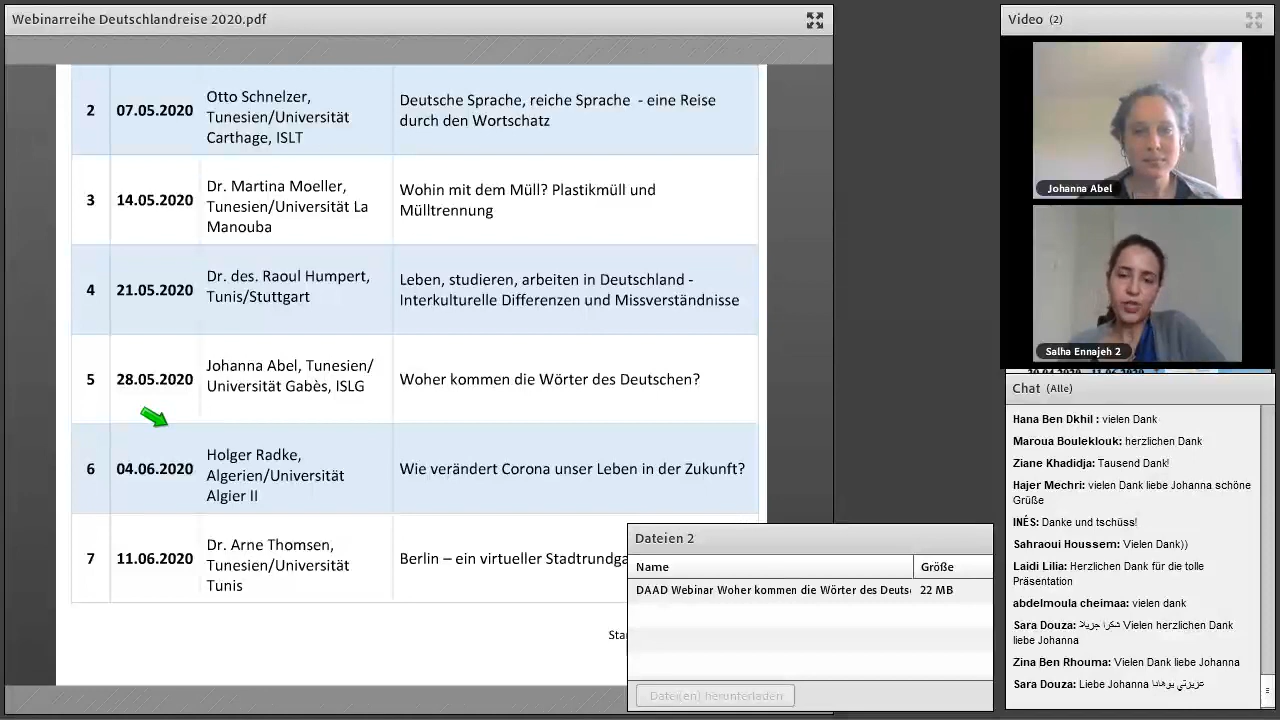 Webinarreihe Deutschlandreise 2020.pdf
2
07.05.2020
Otto Schnelzer,
Tunesien/Universität
Carthage, ISLT
Deutsche Sprache, reiche Sprache - eine Reise
durch den Wortschatz
3
14.05.2020
Dr. Martina Moeller,
Tunesien/Universität La
Manouba
Wohin mit dem Müll? Plastikmüll und
Mülltrennung
4
21.05.2020
Dr. des. Raoul Humpert,
Tunis/Stuttgart
Leben, studieren, arbeiten in Deutschland -
Interkulturelle Differenzen und Missverständnisse
5
28.05.2020
Johanna Abel, Tunesien/
Universität Gabès, ISLG
Woher kommen die Wörter des Deutschen?
6
04.06.2020
Holger Radke,
Algerien/Universität
Algier II
Wie verändert Corona unser Leben in der Zukunft?
7
11.06.2020
Dr. Arne Thomsen,
Tunesien/Universität
Tunis
Berlin – ein virtueller Stadtrundga
Sta
Dateien 2
Name
Größe
DAAD Webinar Woher kommen die Wörter des Deuts
22 MB
Datei(en) herunterladen
Video (2)
Johanna Abel
Salha Ennajeh 2
Chat (Alle)
Hana Ben Dkhil : vielen Dank
Maroua Bouleklouk: herzlichen Dank
Ziane Khadidja: Tausend Dank!
Hajer Mechri: vielen Dank liebe Johanna schöne
Grüße
INÉS: Danke und tschüss!
Sahraoui Houssem: Vielen Dank))
Laidi Lilia: Herzlichen Dank für die tolle
Präsentation
abdelmoula cheimaa: vielen dank
Sara Douza: شكرا جزيلا Vielen herzlichen Dank
liebe Johanna
Zina Ben Rhouma: Vielen Dank liebe Johanna
Sara Douza: Liebe Johanna عزيزتي يوهانا